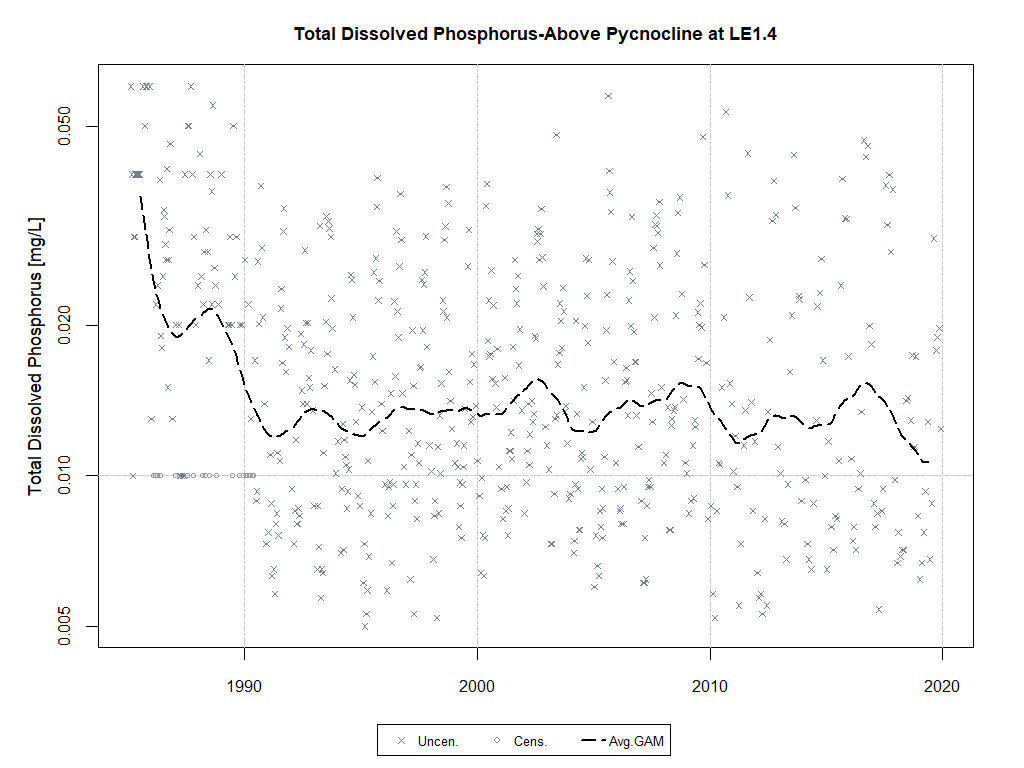 Total Dissolved Phosphorus-Above Pycnocline at LE1.4
Total Dissolved Phosphorus [mg/L]
0.050
0.020
0.010
0.005
1990 2000 2010 2020
Uncen. Cens. Avg.GAM